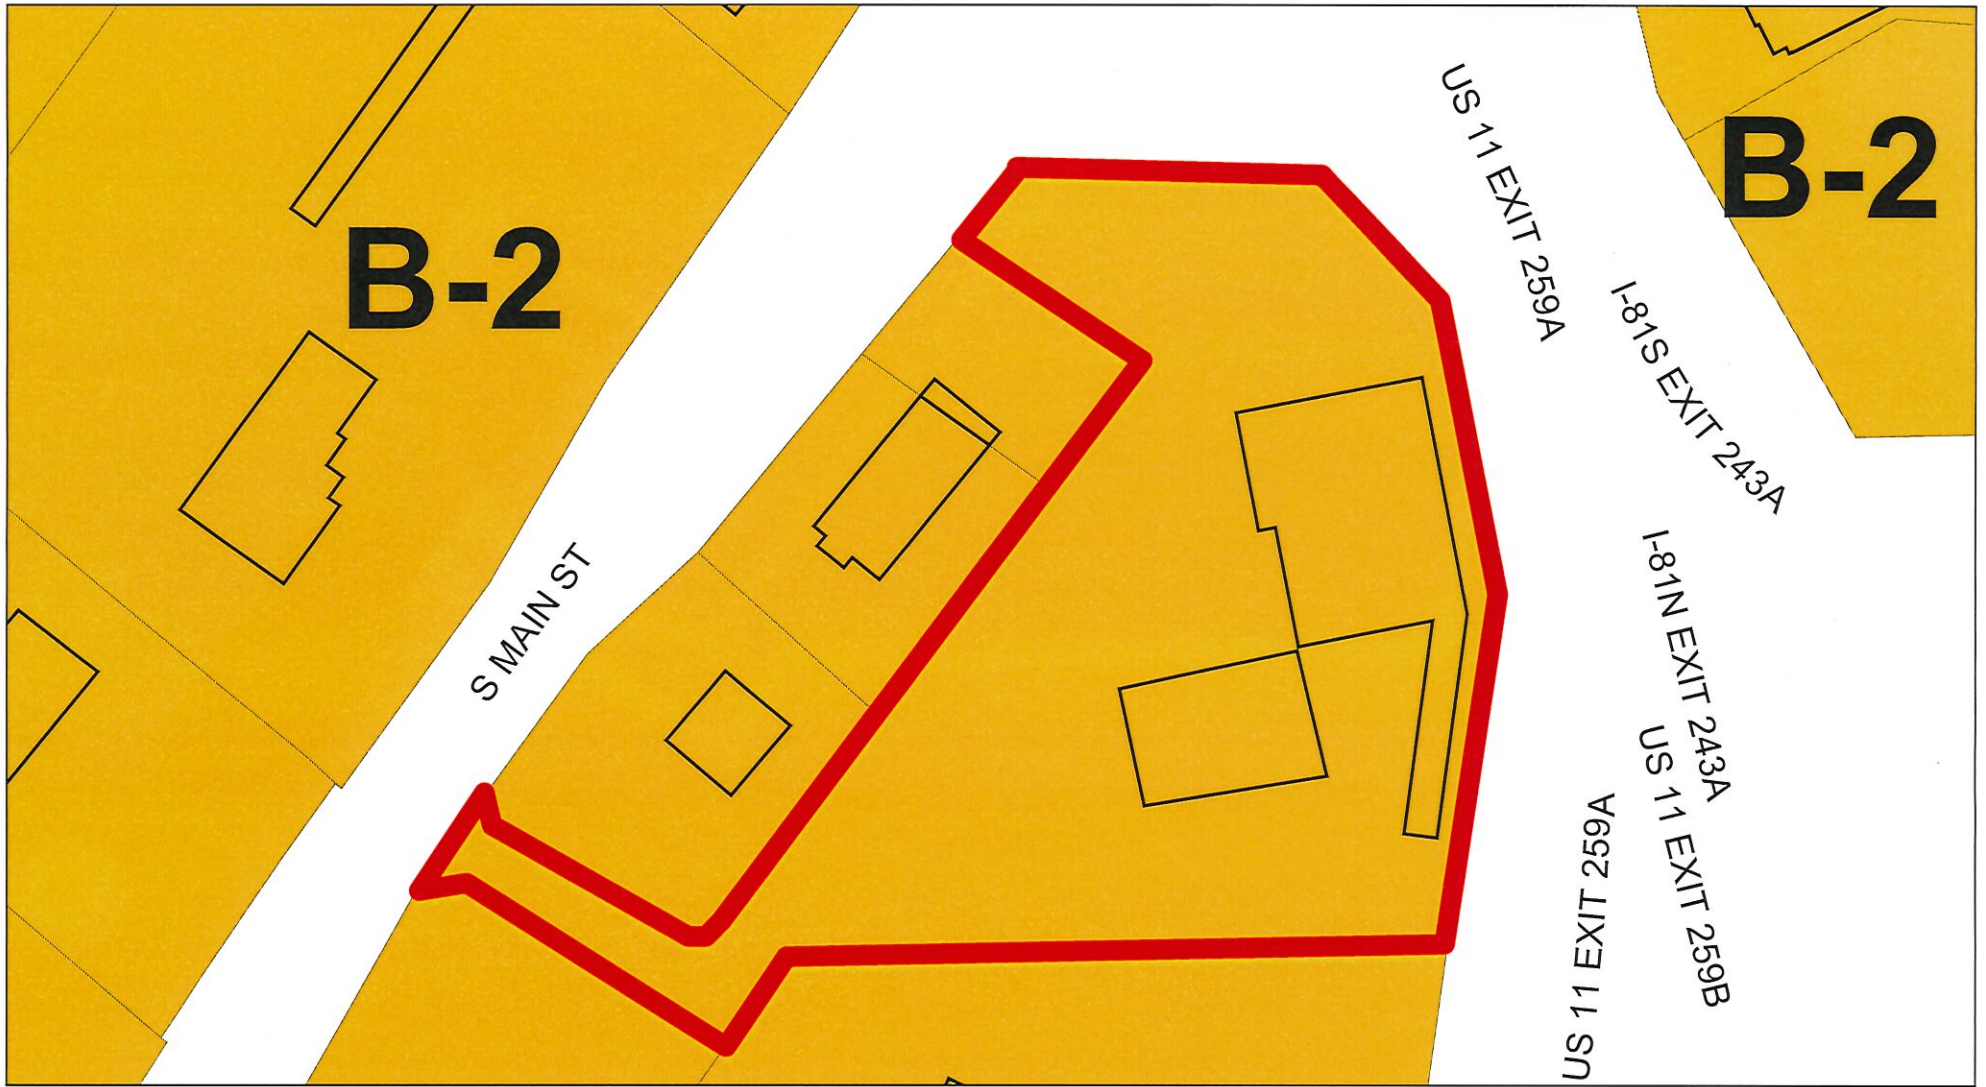 US 11 EXIT 259A
B-2
B-2
I-81S EXIT 243A
S MAIN ST
I-81N EXIT 243A
US 11 EXIT 259B
US 11 EXIT 259A